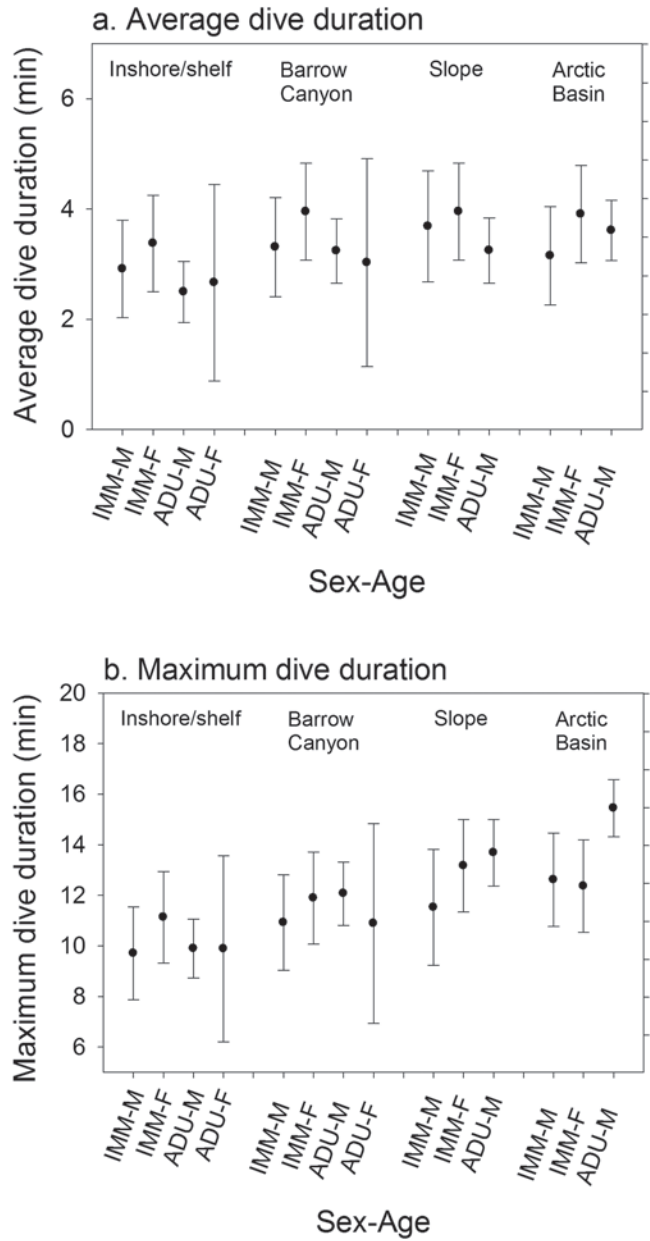 a. Average dive duration
Inshore/shelf Barrow Canyon Slope Arctic Basin
Average dive duration (min)
6
4
2
0
IMM-M IMM-F ADU-M ADU-F IMM-M IMM-F ADU-M ADU-F IMM-M IMM-F ADU-M IMM-M IMM-F ADU-M
Sex-Age
b. Maximum dive duration
Inshore/shelf Barrow Canyon Slope Arctic Basin
Maximum dive duration (min)
20
18
16
14
12
10
8
6
IMM-M IMM-F ADU-M ADU-F IMM-M IMM-F ADU-M ADU-F IMM-M IMM-F ADU-M IMM-M IMM-F ADU-M
Sex-Age